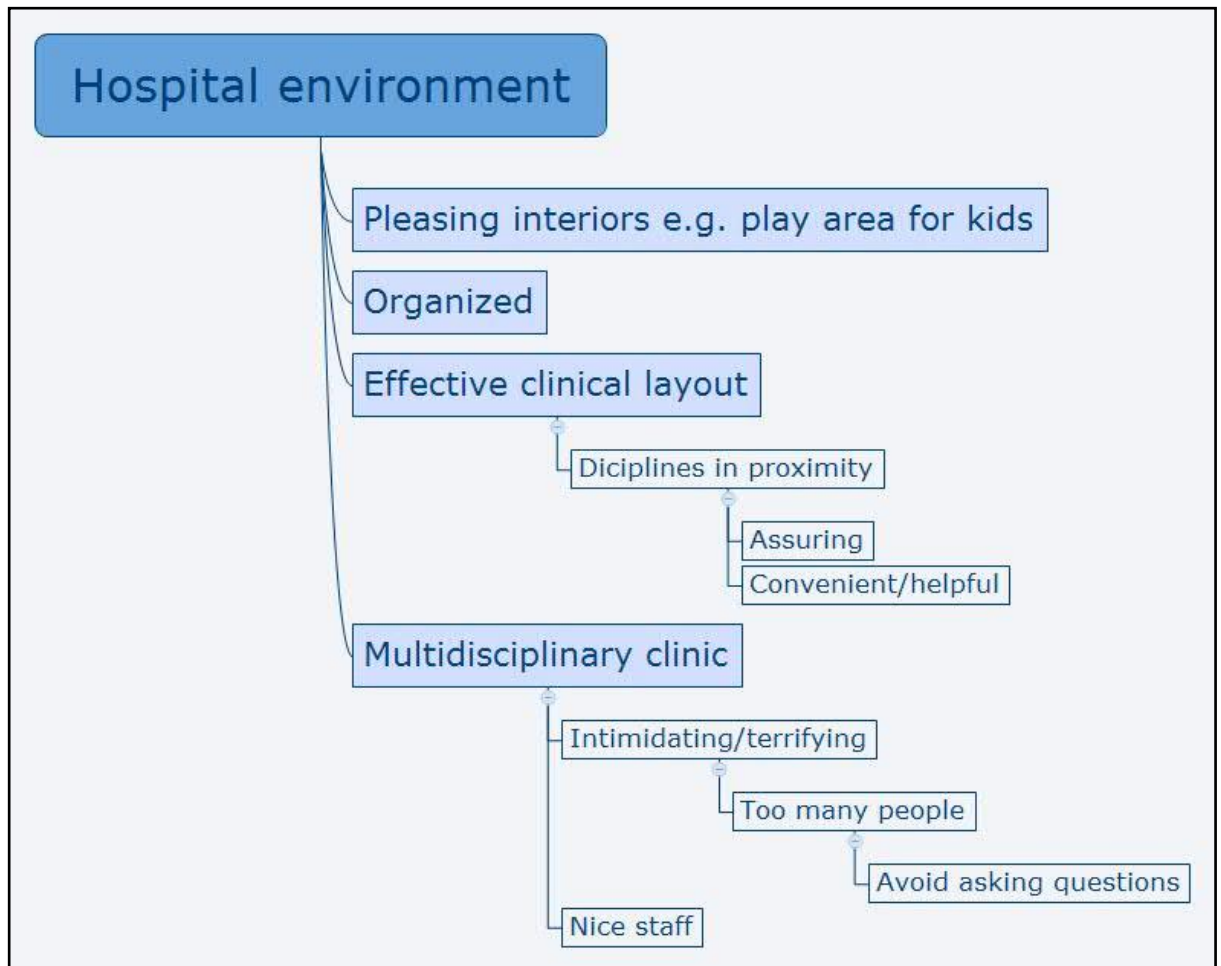 Hospital environment
Pleasing interiors e.g. play area for kids
Organized
Effective clinical layout
Diciplines in proximity
Assuring
Convenient/helpful
Multidisciplinary clinic
Intimidating/terrifying
Too many people
Avoid asking questions
Nice staff